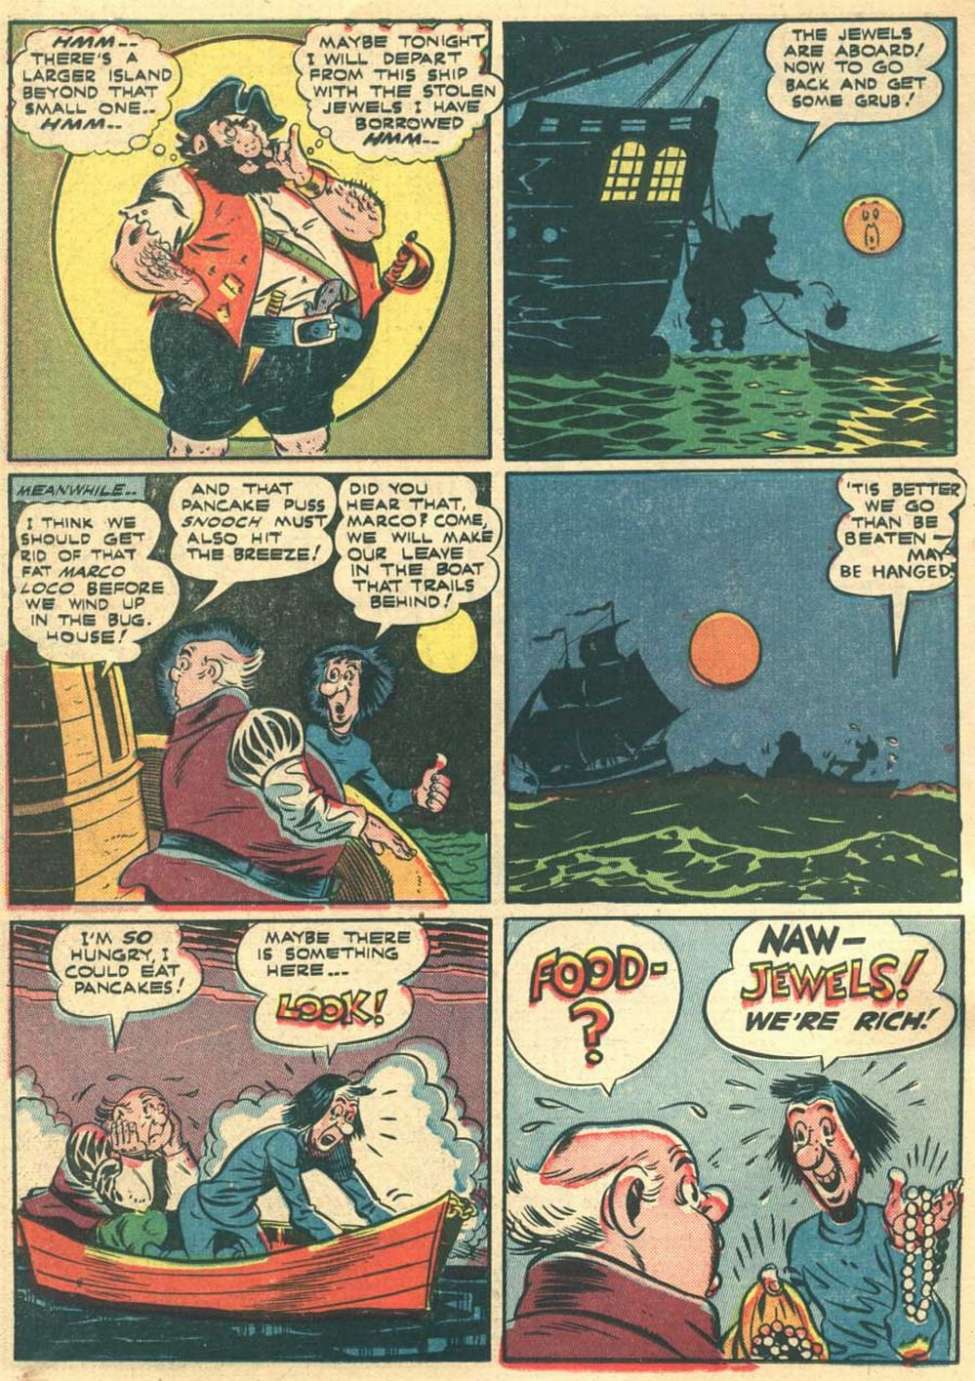 HMM--
THERE'S A
LARGER ISLAND
BEYOND THAT
SMALL ONE--
HMM--
MAYBE TONIGHT
I WILL DEPART
FROM THIS SHIP
WITH THE STOLEN
JEWELS I HAVE
BORROWED
HMM--
THE JEWELS
ARE ABOARD!
NOW TO GO
BACK AND GET
SOME GRUB!
MEANWHILE--
I THINK WE
SHOULD GET
RID OF THAT
FAT MARCO
LOCO BEFORE
WE WIND UP
IN THE BUG.
HOUSE!
AND THAT
PANCAKE PUSS
SNOOCH MUST
ALSO HIT
THE BREEZE!
DID YOU
HEAR THAT,
MARCO? COME,
WE WILL MAKE
OUR LEAVE
IN THE BOAT
THAT TRAILS
BEHIND!
'TIS BETTER
WE GO
THAN BE
BEATEN—
MAY-
BE HANGED!
I'M SO
HUNGRY, I
COULD EAT
PANCAKES!
MAYBE THERE
IS SOMETHING
HERE---
LOOK!
FOOD-
?
NAW—
JEWELS!
WE'RE RICH!